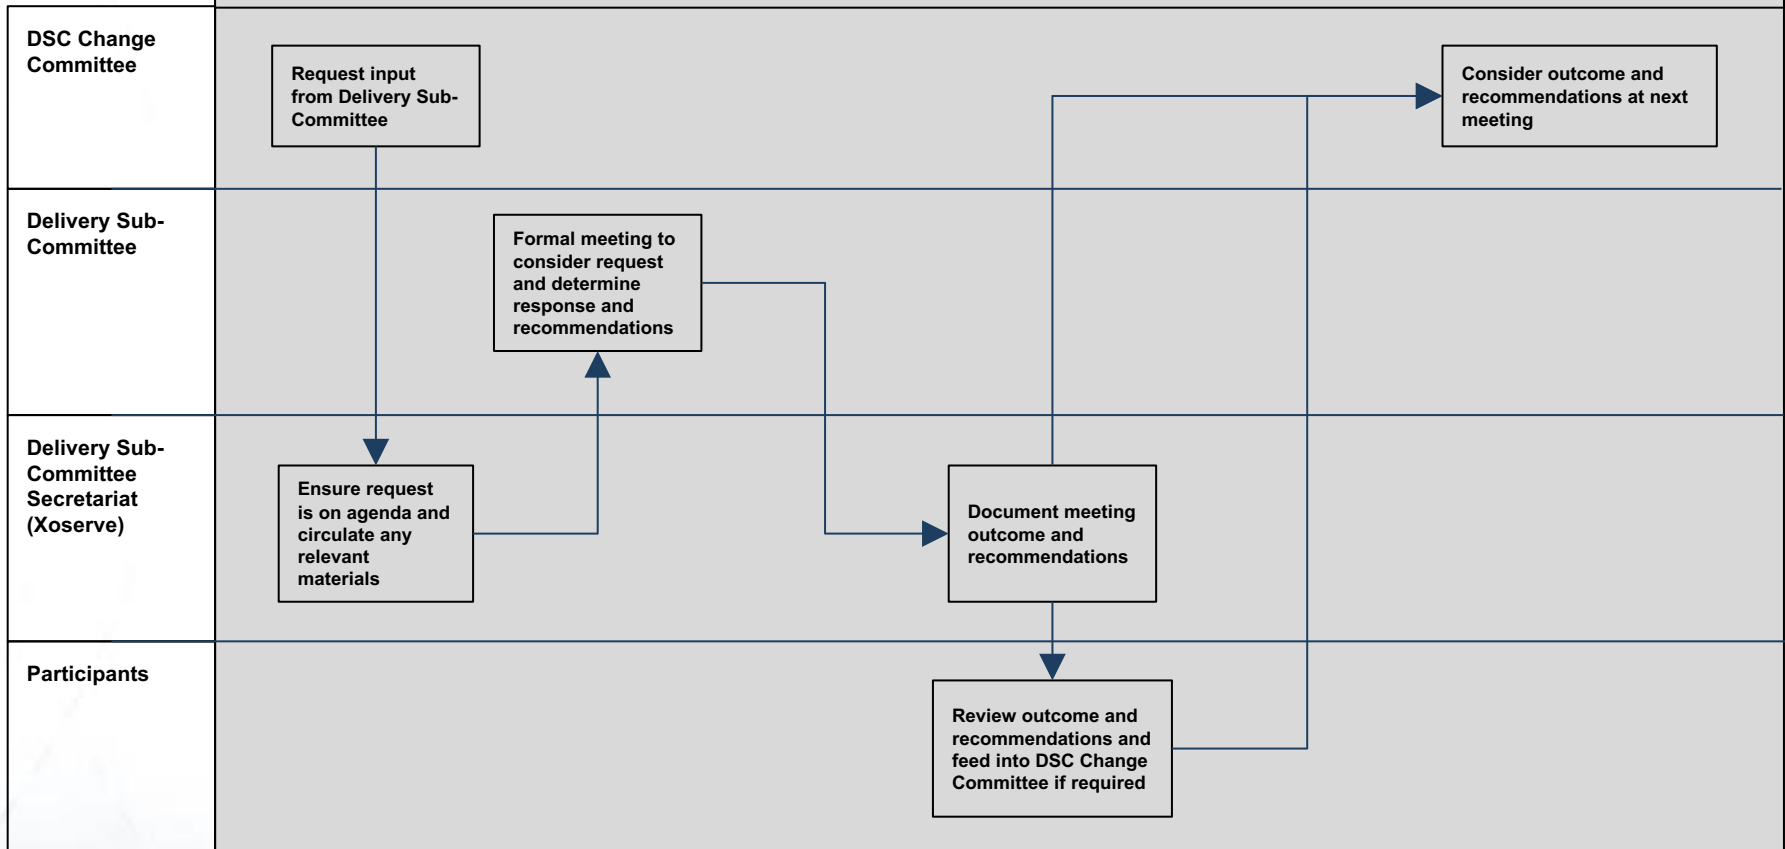 DSC Change
Committee
Request input
from Delivery Sub-
Committee
Consider outcome and
recommendations at next
meeting
Delivery Sub-
Committee
Formal meeting to
consider request
and determine
response and
recommendations
Delivery Sub-
Committee
Secretariat
(Xoserve)
Ensure request
is on agenda and
circulate any
relevant
materials
Document meeting
outcome and
recommendations
Participants
Review outcome and
recommendations and
feed into DSC Change
Committee if required